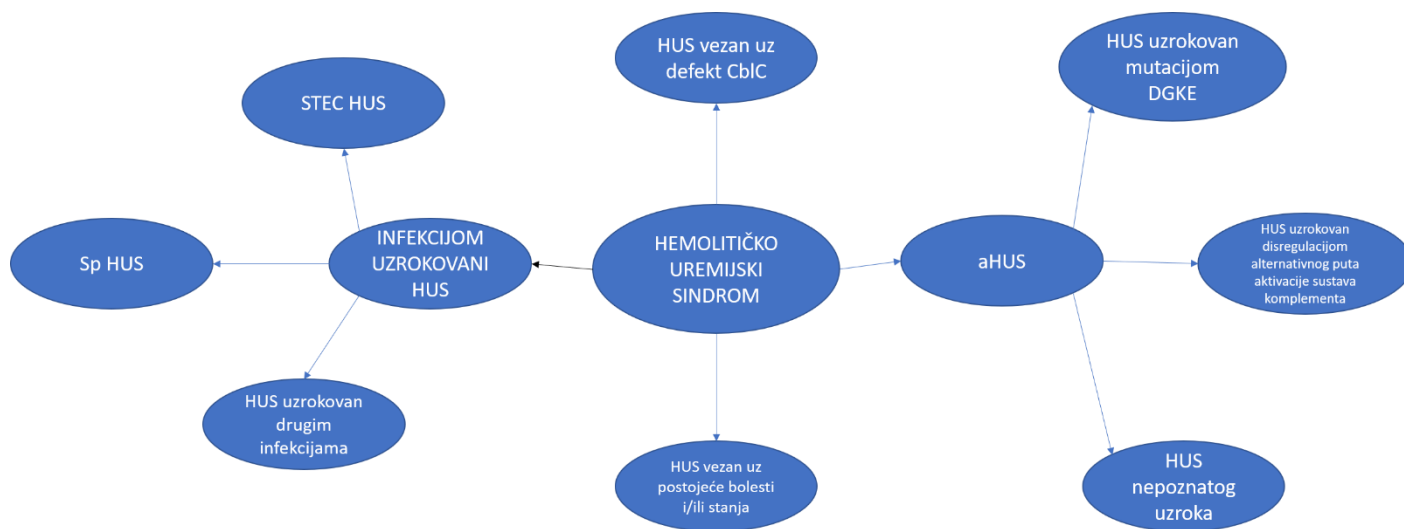 HUS vezan uz
defekt CblC
HUS uzrokovan
mutacijom
DGKE
STEC HUS
Sp HUS
INFEKCIJOM
UZROKOVANI
HUS
HEMOLITIČKO
UREMIJSKI
SINDROM
aHUS
HUS uzrokovan
disregulacijom
alternativnog puta
aktivacije sustava
komplementa
HUS uzrokovan
drugim
infekcijama
HUS vezan uz
postojeće bolesti
i/ili stanja
HUS
nepoznatog
uzroka